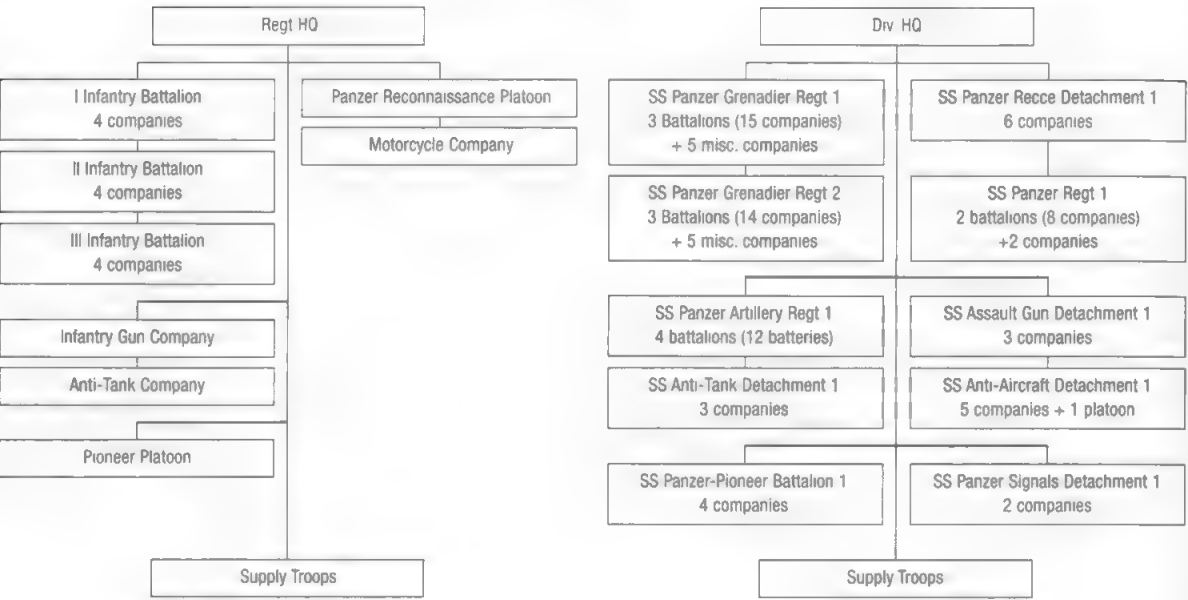 Regt HQ
I Infantry Battalion
4 companies
II Infantry Battalion
4 companies
III Infantry Battalion
4 companies
Panzer Reconnaissance Platoon
Motorcycle Company
Infantry Gun Company
Anti-Tank Company
Pioneer Platoon
Supply Troops
Div HQ
SS Panzer Grenadier Regt 1
3 Battalions (15 companies)
+ 5 misc. companies
SS Panzer Grenadier Regt 2
3 Battalions (14 companies)
+ 5 misc. companies
SS Panzer Recce Detachment 1
6 companies
SS Panzer Regt 1
2 battalions (8 companies)
+2 companies
SS Panzer Artillery Regt 1
4 battalions (12 batteries)
SS Anti-Tank Detachment 1
3 companies
SS Assault Gun Detachment 1
3 companies
SS Anti-Aircraft Detachment 1
5 companies + 1 platoon
SS Panzer-Pioneer Battalion 1
4 companies
SS Panzer Signals Detachment 1
2 companies
Supply Troops